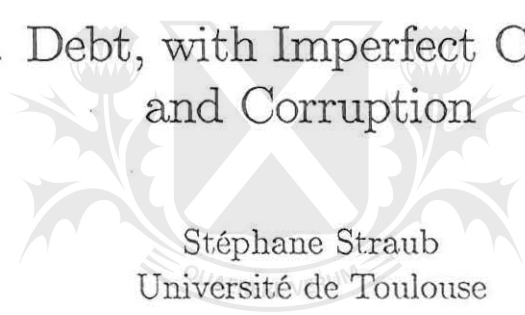 Debt, with Imperfect
and Corruption
Stéphane Straub
Université de Toulouse